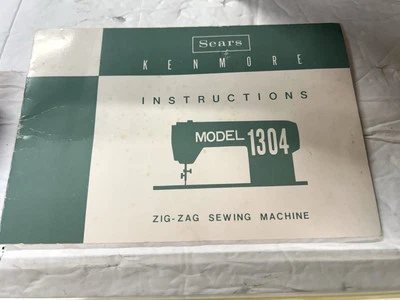 Sears
KENMORE
INSTRUCTIONS
MODEL 1304
ZIG-ZAG SEWING MACHINE